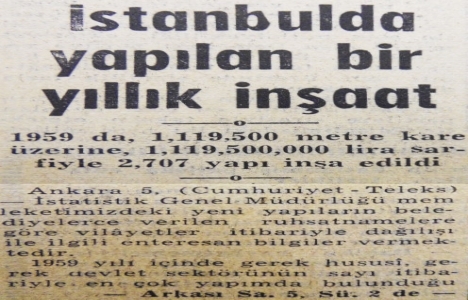 İstanbulda
yapılan bir
yıllık inşaat
1959 da, 1,119,500 metre kare
üzerine, 1,119,500,000 lira sar-
fiyle 2,707 yapı inşa edildi
Ankara 5, (Cumhuriyet - Teleks)
— İstatistik Genel Müdürlüğü mem
leketimizdeki yeni yapıların bele-
diyelerce verilen ruhsatnamelere
göre vilâyetler itibariyle dağılışı
ile ilgili enteresan bilgiler vermek-
tedir.
1959 yılı içinde gerek hususî, ge-
rek devlet sektörünün sayı itiba-
riyle en çok yapımda bulunduğu
— Arkası Sa. 5, Sü. 2 de —